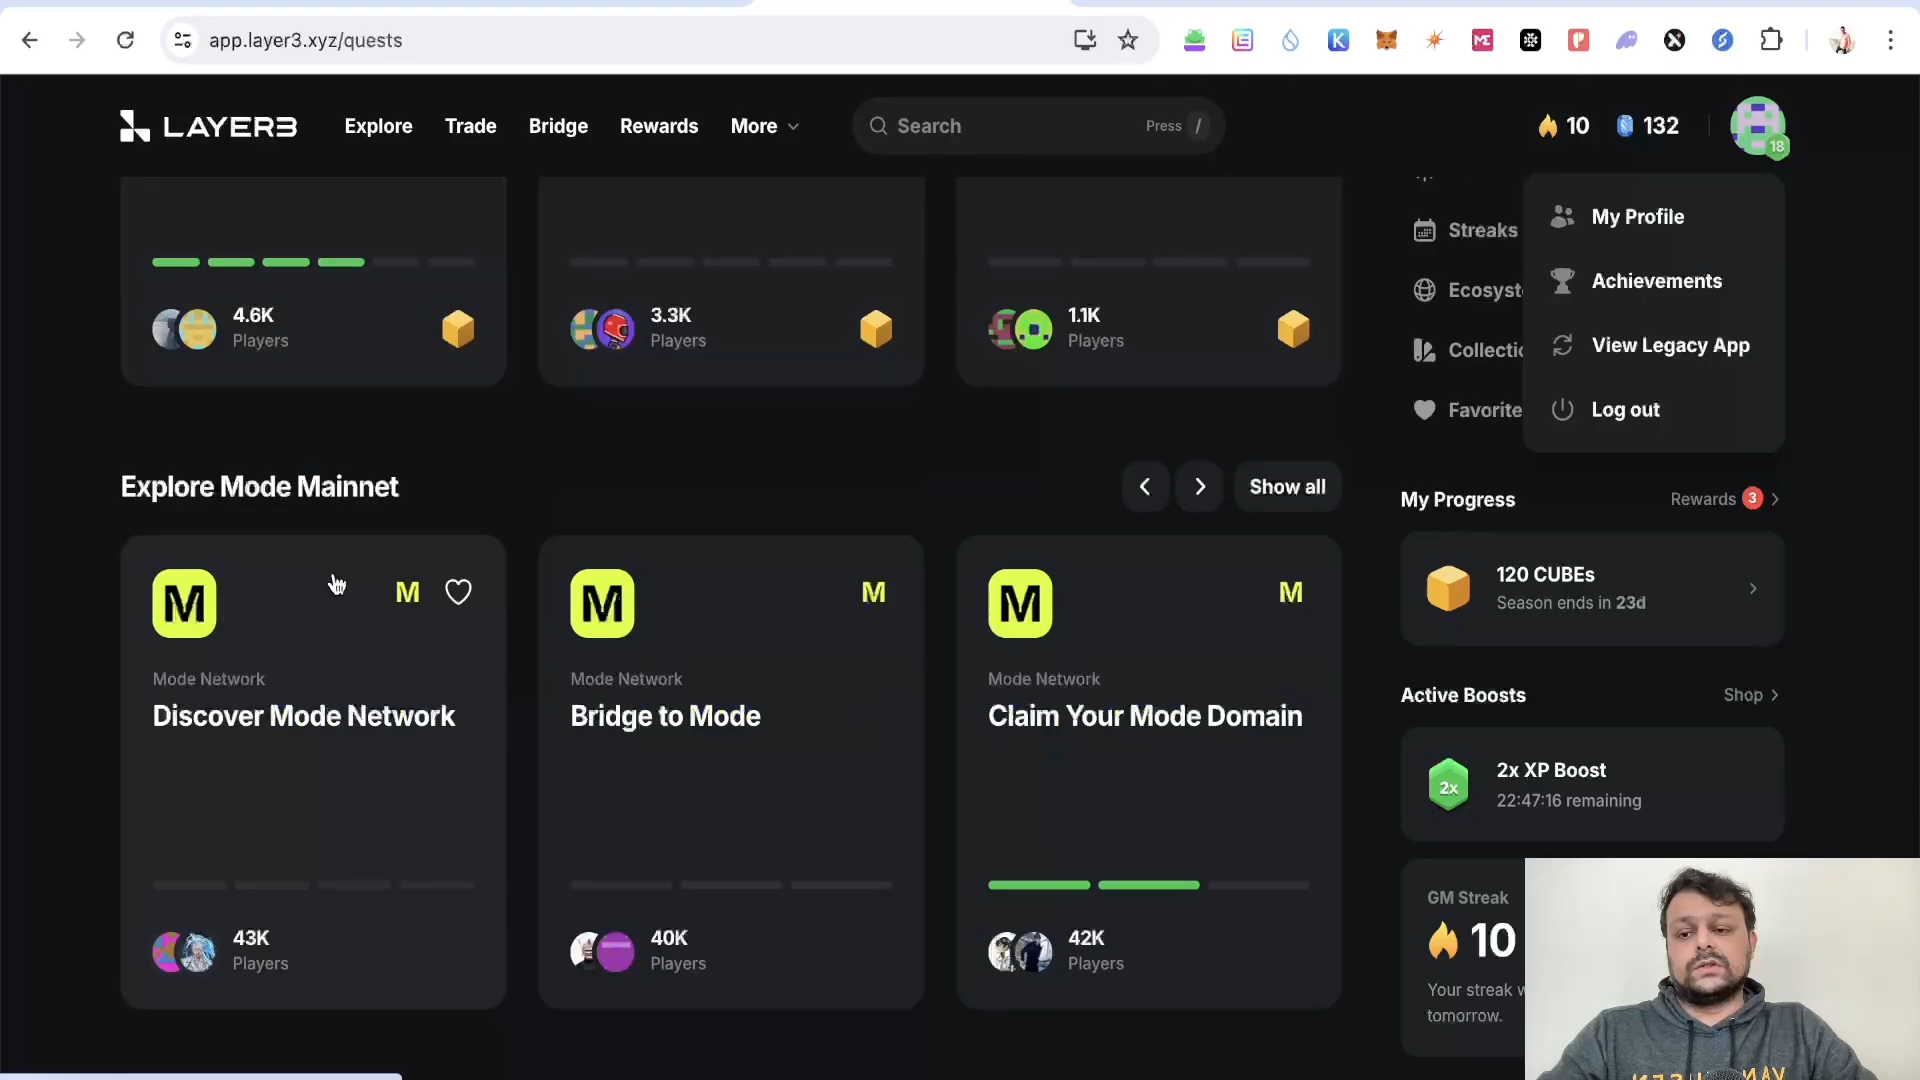 app.layer3.xyz/quests
LAYER3
Explore
Trade
Bridge
Rewards
More
Search
Press /
10
132
18
My Profile
Achievements
View Legacy App
Log out
Streaks
Ecosyst
Collectio
Favorite
4.6K
Players
3.3K
Players
1.1K
Players
Explore Mode Mainnet
Show all
M
M
Mode Network
Discover Mode Network
43K
Players
M
M
Mode Network
Bridge to Mode
40K
Players
M
M
Mode Network
Claim Your Mode Domain
42K
Players
My Progress
Rewards 3
120 CUBEs
Season ends in 23d
Active Boosts
Shop
2x
2x XP Boost
22:47:16 remaining
GM Streak
10
Your streak w
tomorrow.